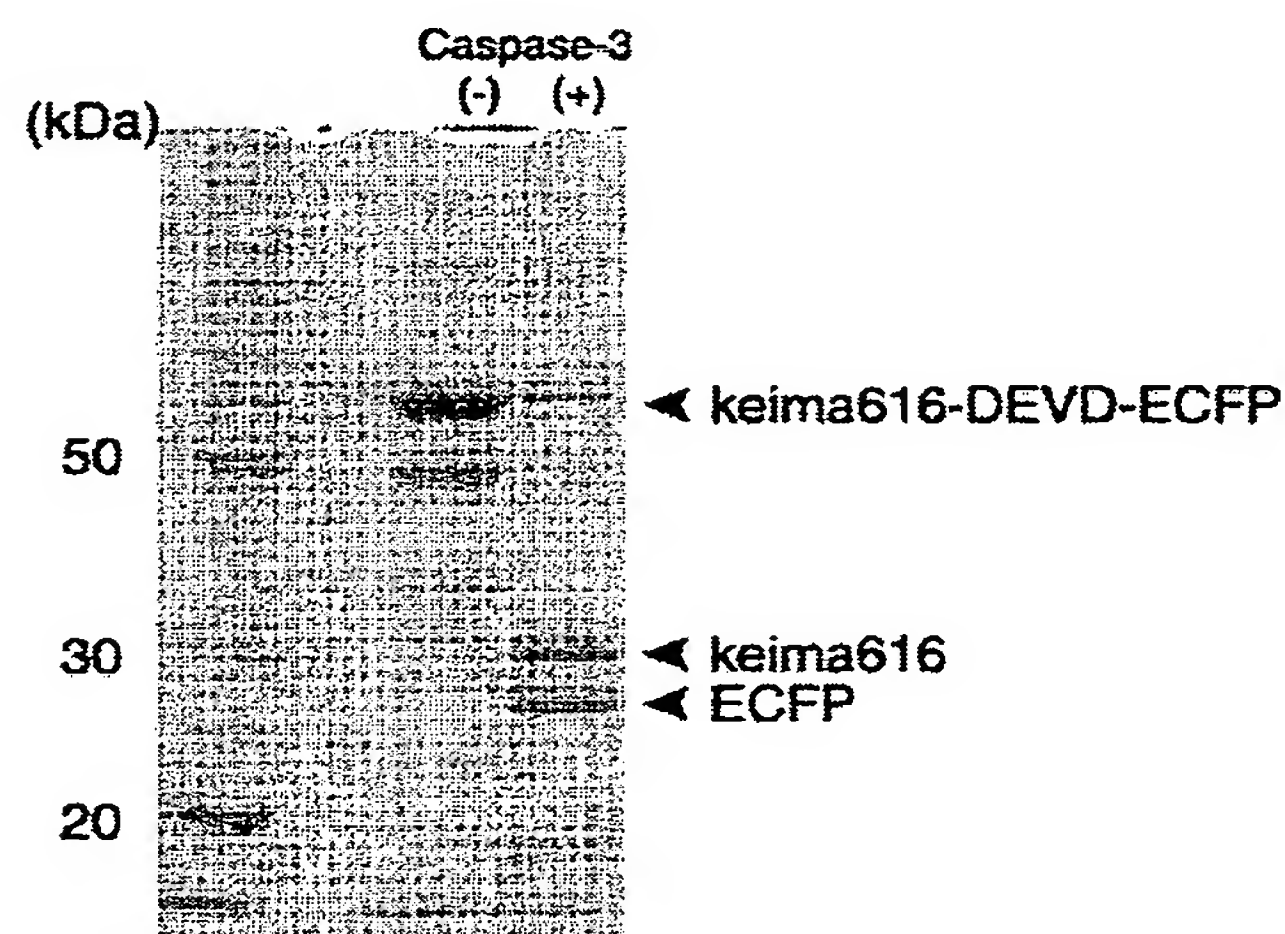 Caspase-3
(-) (+)
(kDa)
keima616-DEVD-ECFP
50
30
keima616
ECFP
20